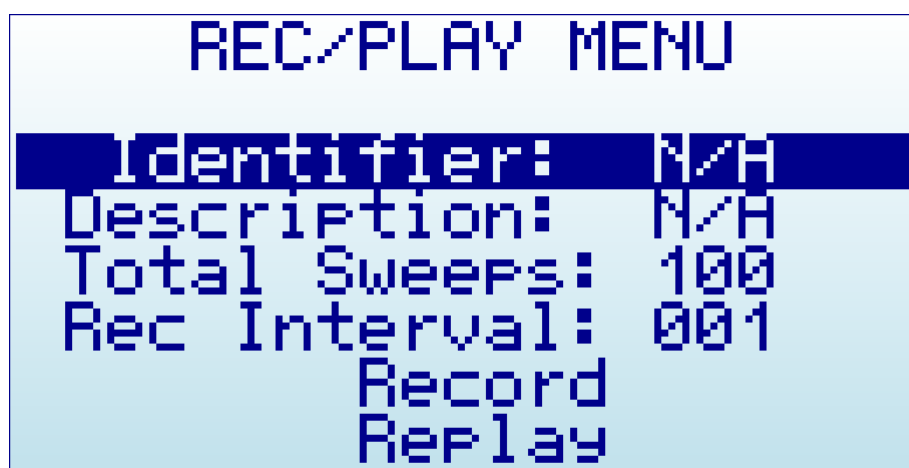 REC/PLAY MENU
Identifier: N/A
Description: N/A
Total Sweeps: 100
Rec Interval: 001
Record
Replay